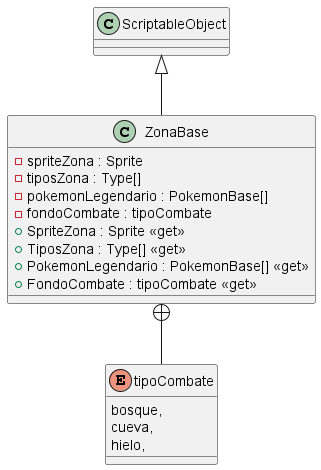 C ScriptableObject
C ZonaBase
spriteZona : Sprite
tiposZona : Type[]
pokemonLegendario : PokemonBase[]
fondoCombate : tipoCombate
SpriteZona : Sprite «get»
TiposZona : Type[] «get»
PokemonLegendario : PokemonBase[] «get»
FondoCombate : tipoCombate «get»
E tipoCombate
bosque,
cueva,
hielo,